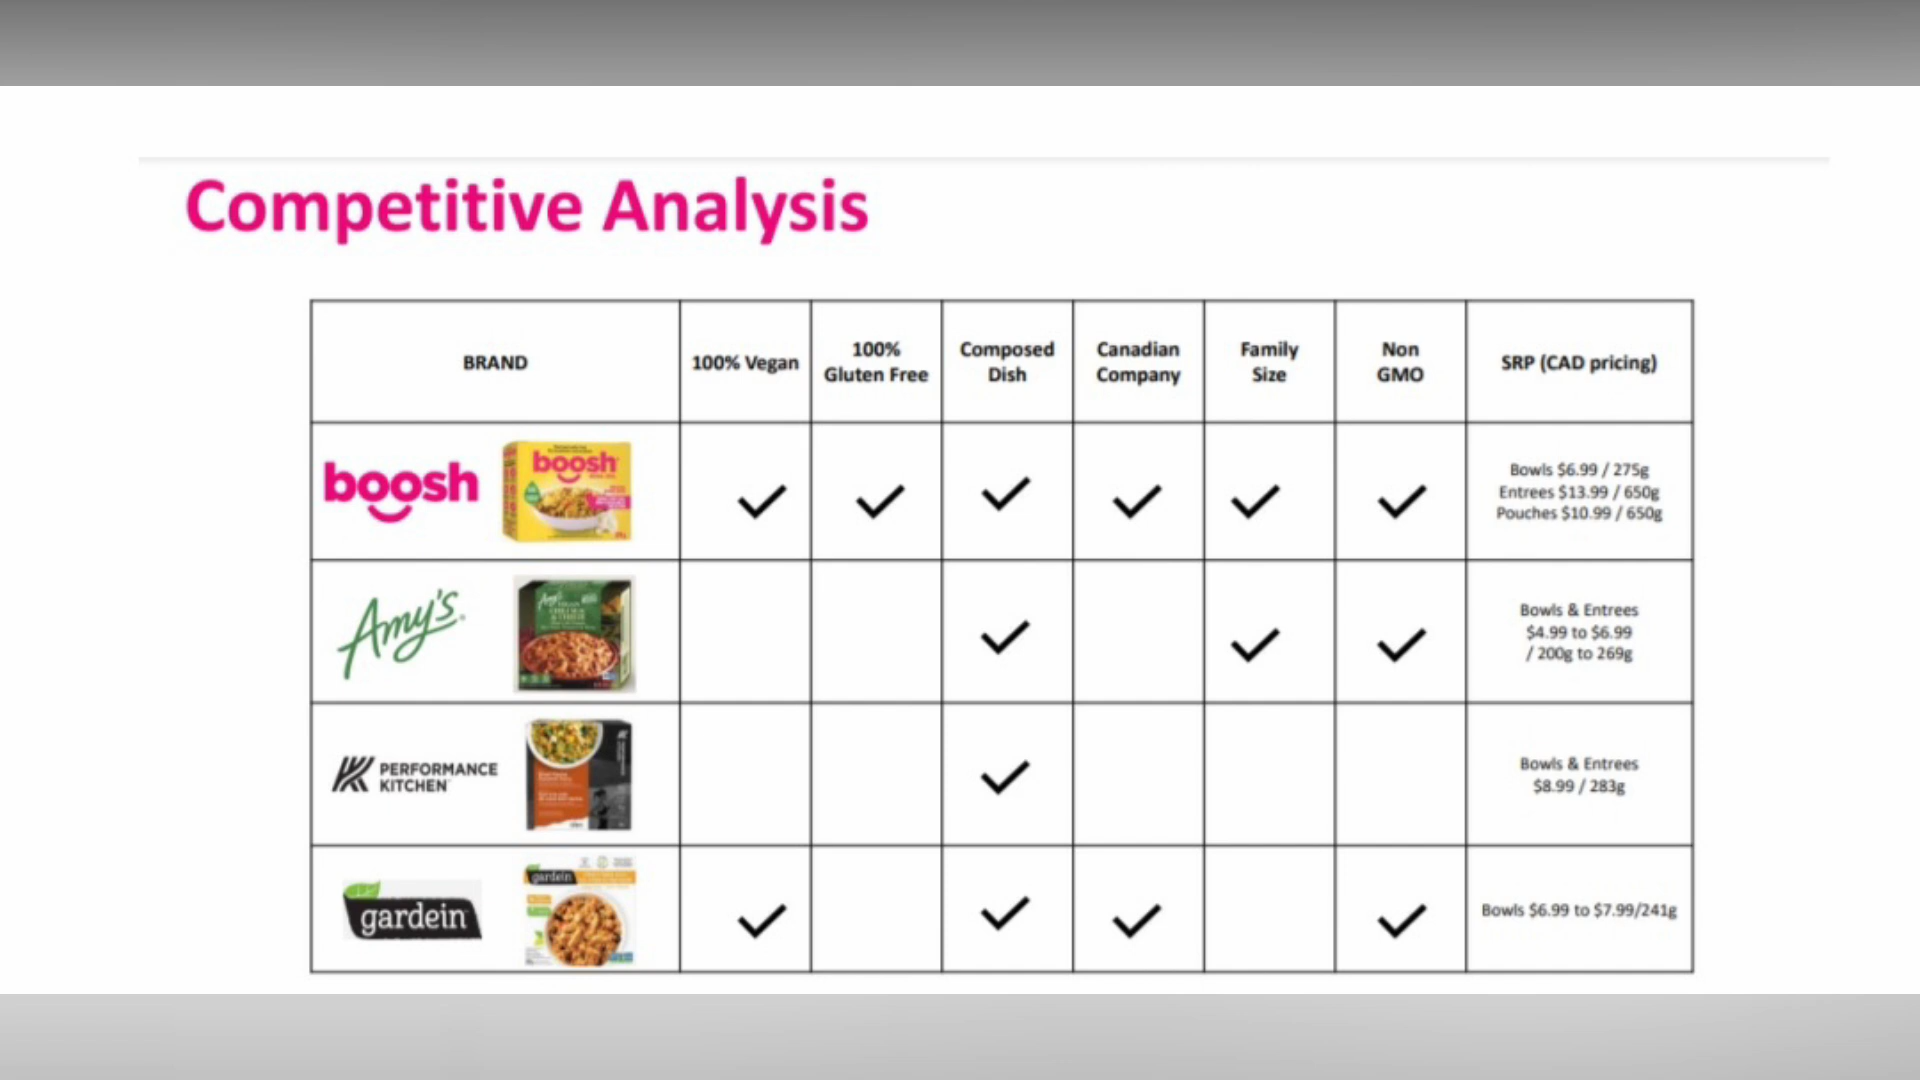 Competitive Analysis
BRAND
100% Vegan
100%
Gluten Free
Composed
Dish
Canadian
Company
Family
Size
Non
GMO
SRP (CAD pricing)
boosh
boosh
Bowls $6.99 / 275g
Entrees $13.99 / 650g
Pouches $10.99 / 650g
Amy's
Amy's
Bowls & Entrees
$4.99 to $6.99
/ 200g to 269g
PERFORMANCE
KITCHEN
Bowls & Entrees
$8.99 / 283g
gardein
gardein
Bowls $6.99 to $7.99/241g